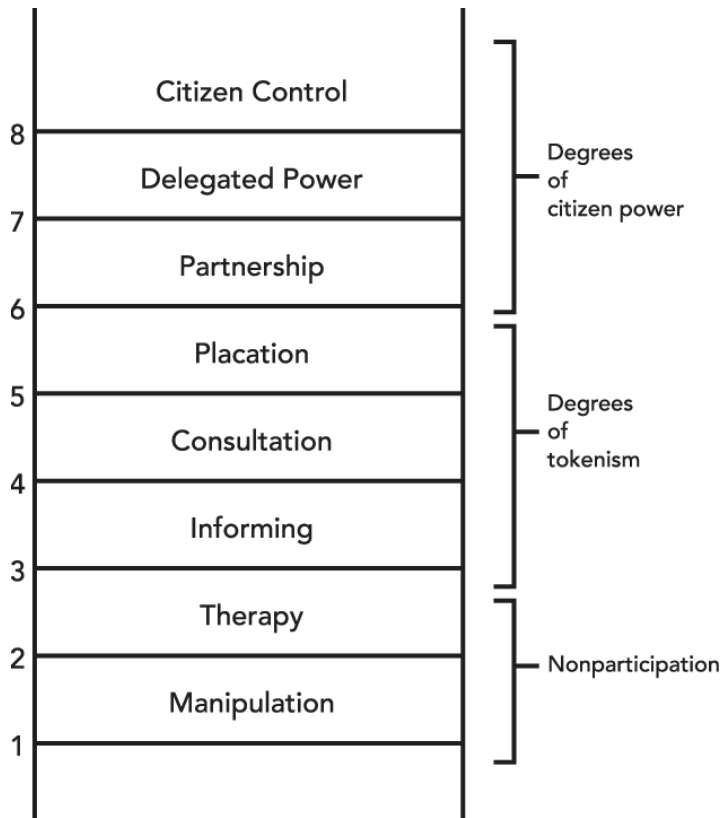 Citizen Control
8
Delegated Power
7
Partnership
6
Placation
5
Consultation
4
Informing
3
Therapy
2
Manipulation
1
Degrees
of
citizen power
Degrees
of
tokenism
Nonparticipation